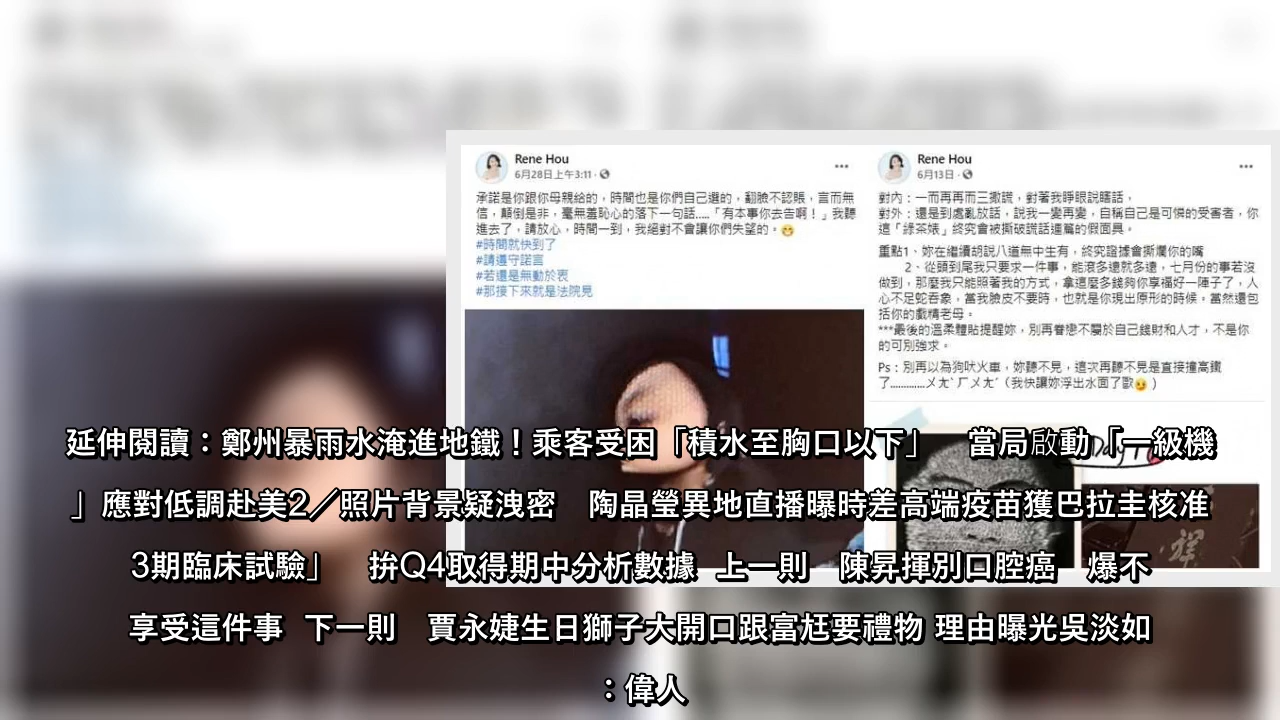 Rene Hou
6月28日上午3:11
承諾是你跟你母親給的，時間也是你們自己選的，翻臉不認賬，言而無
信，顛倒是非，毫無羞恥心的落下一句話.....「有本事你去告啊！」我聽
進去了，請放心，時間一到，我絕對不會讓你們失望的。
#時間就快到了
#請遵守諾言
#若還是無動於衷
#那接下來就是法院見
Rene Hou
6月13日
對內：一而再再而三撒謊，對著我睜眼說瞎話，
對外：還是到處亂放話，說我一變再變，自稱自己是可憐的受害者，你
這「綠茶婊」終究會被撕破謊話連篇的假面具。
重點1、妳在繼續胡說八道無中生有，終究證據會撕爛你的嘴
2、從頭到尾我只要求一件事，能滾多遠就多遠，七月份的事若沒
做到，那麼我只能照著我的方式，拿這麼多錢夠你享福好一陣子了，人
心不足蛇吞象，當我臉皮不要時，也就是你現出原形的時候，當然還包
括你的戲精老母。
***最後的溫柔體貼提醒妳，別再眷戀不屬於自己錢財和人才，不是你
的可別強求。
Ps：別再以為狗吠火車，妳聽不見，這次再聽不見是直接撞高鐵
了............ㄨㄤˋㄏㄨㄤˊ（我快讓妳浮出水面了歐）
延伸閱讀：鄭州暴雨水淹進地鐵！乘客受困「積水至胸口以下」　當局啟動「一級機
」應對低調赴美2／照片背景疑洩密　陶晶瑩異地直播曝時差高端疫苗獲巴拉圭核准
3期臨床試驗」　拚Q4取得期中分析數據 上一則　陳昇揮別口腔癌　爆不
享受這件事 下一則　賈永婕生日獅子大開口跟富尪要禮物 理由曝光吳淡如
：偉人